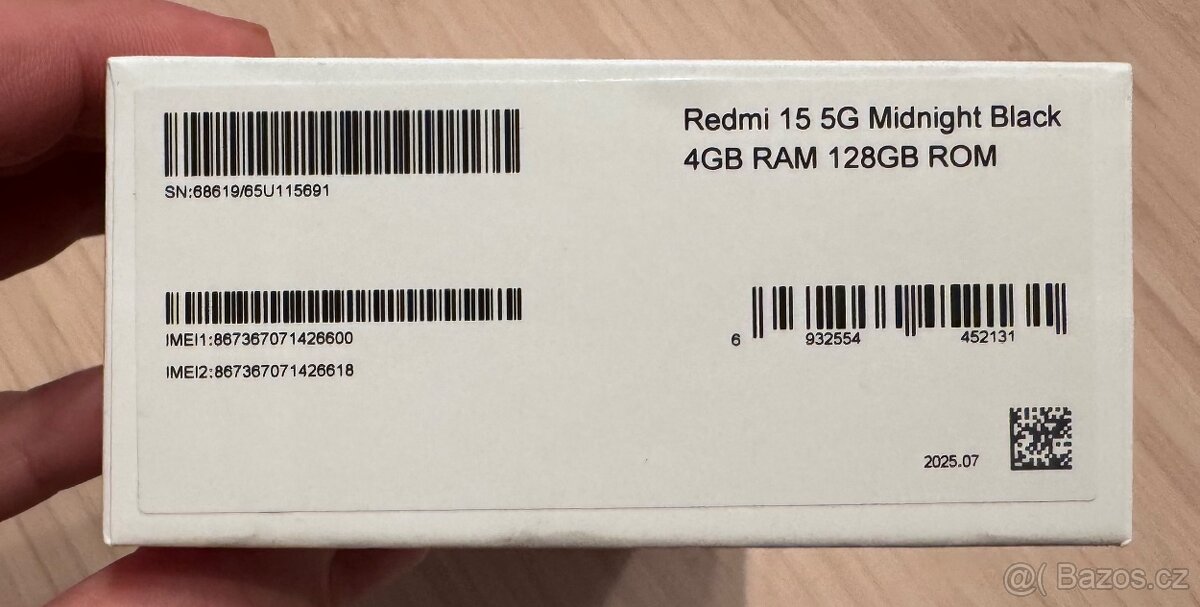 Redmi 15 5G Midnight Black
4GB RAM 128GB ROM
SN:68619/65U115691
IMEI1:867367071426600
IMEI2:867367071426618
6 932554 452131
2025.07
@( Bazos.cz